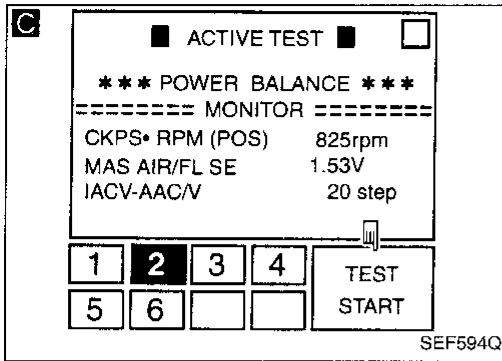 C
■ ACTIVE TEST ■
*** POWER BALANCE ***
======== MONITOR ========
CKPS• RPM (POS) 825rpm
MAS AIR/FL SE 1.53V
IACV-AAC/V 20 step
1 2 3 4
TEST
START
5 6
SEF594Q